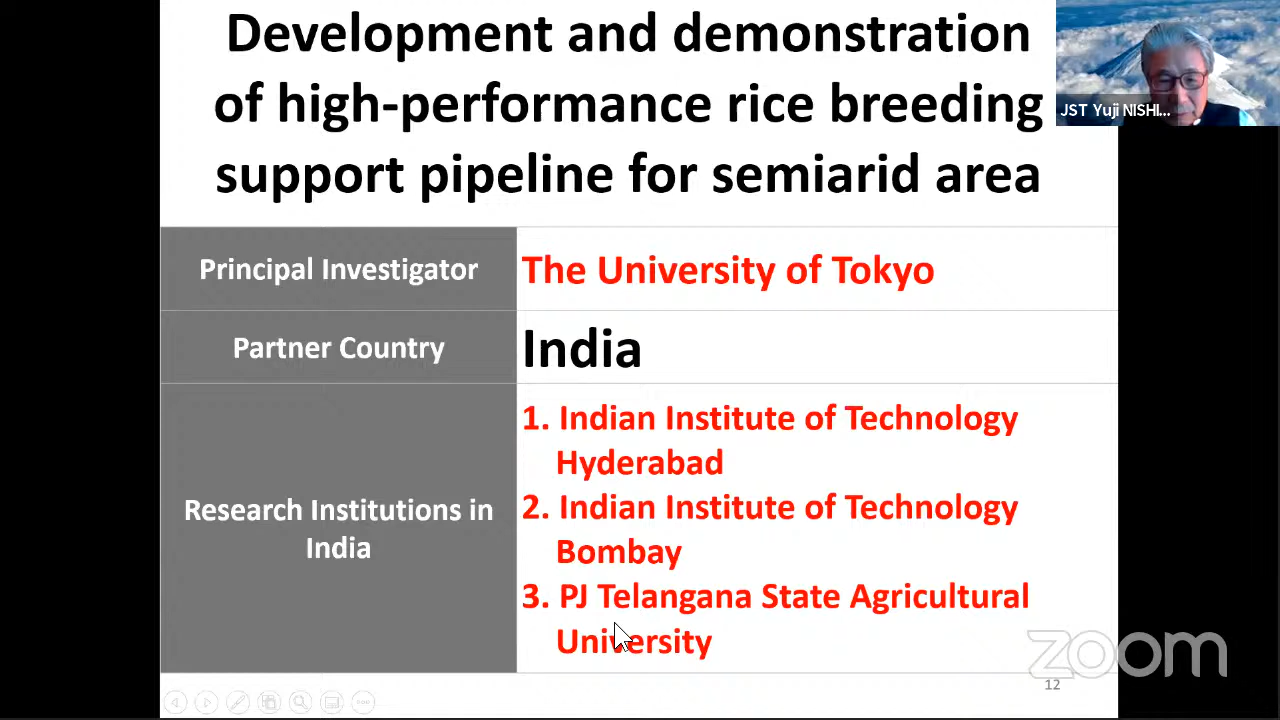 Development and demonstration
of high-performance rice breeding
support pipeline for semiarid area
JST Yuji NISHI...
Principal Investigator
The University of Tokyo
Partner Country
India
Research Institutions in
India
1. Indian Institute of Technology
Hyderabad
2. Indian Institute of Technology
Bombay
3. PJ Telangana State Agricultural
University
zoom
12